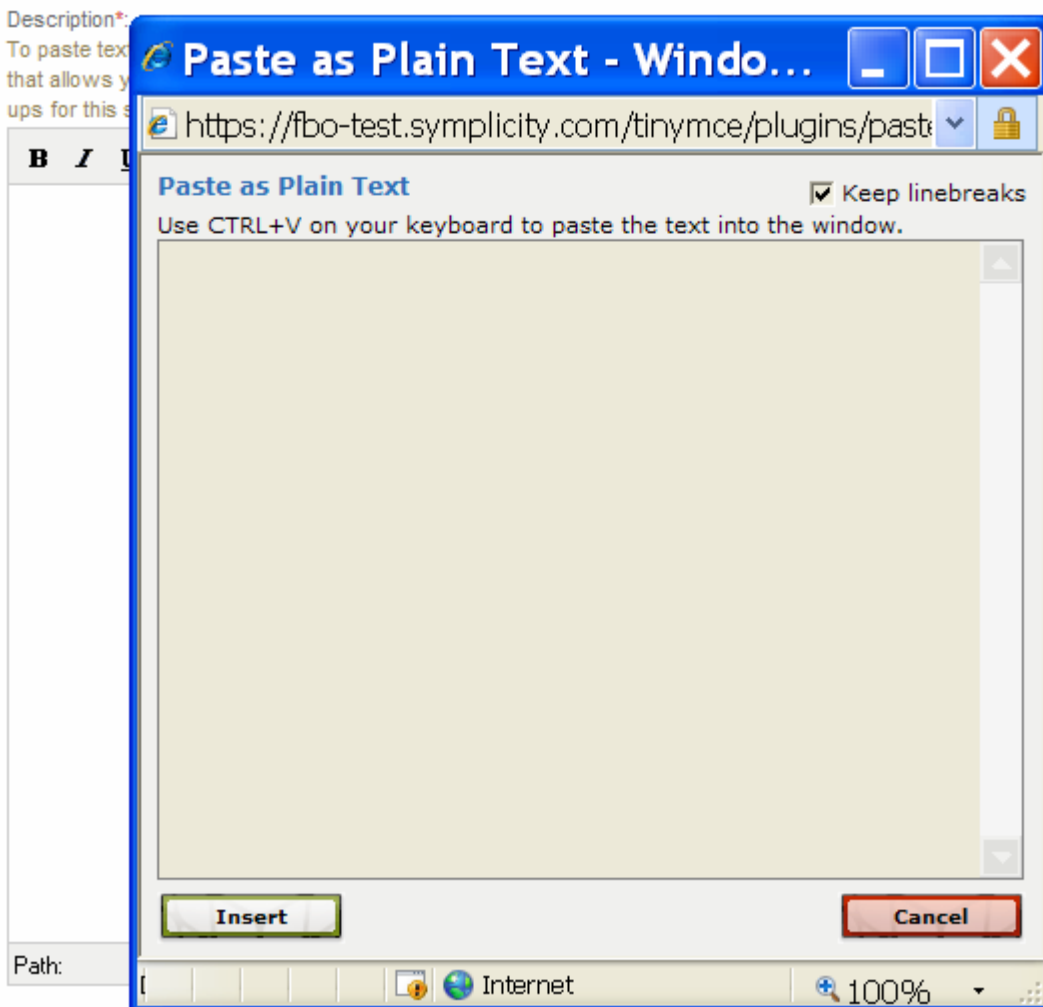 Description*:
To paste tex
that allows y
ups for this s
B I U
Path:
Paste as Plain Text - Windo...
https://fbo-test.symplicity.com/tinymce/plugins/paste
Paste as Plain Text
Keep linebreaks
Use CTRL+V on your keyboard to paste the text into the window.
Insert
Cancel
Internet
100%